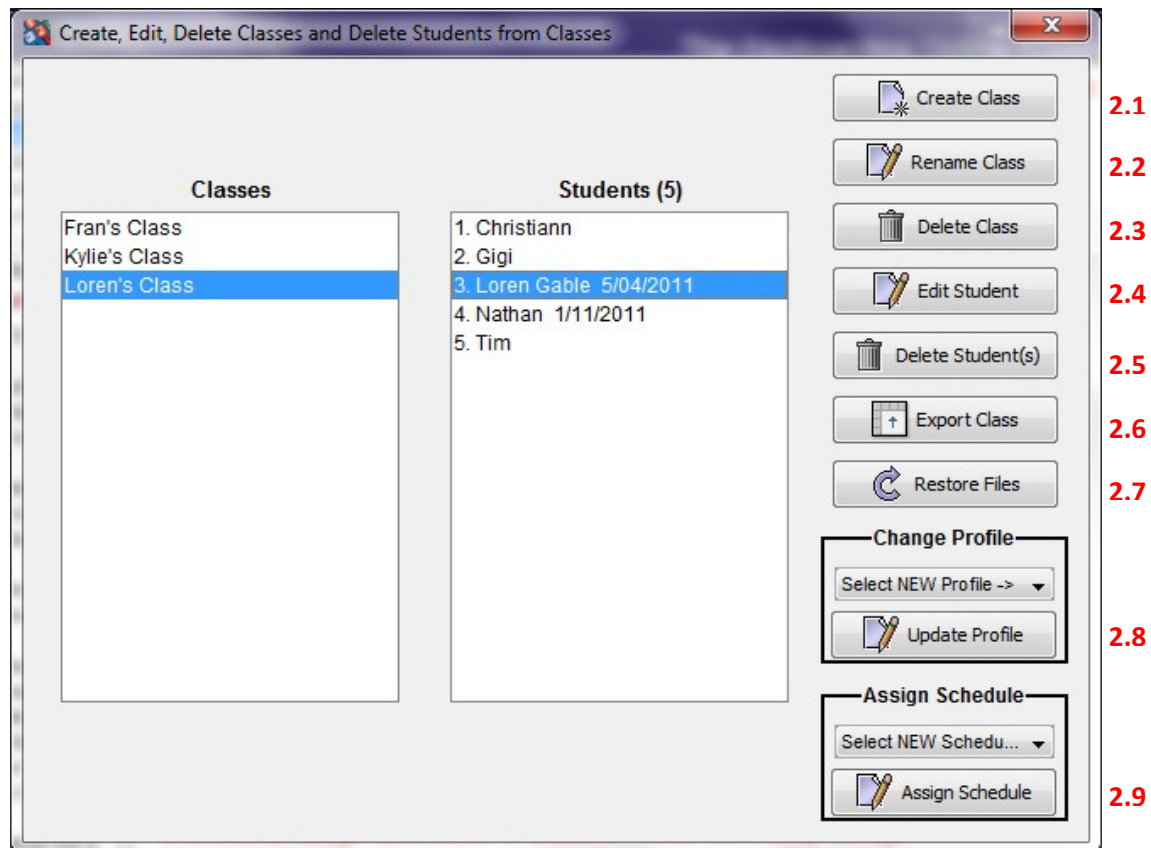 Create, Edit, Delete Classes and Delete Students from Classes
Create Class 2.1
Rename Class 2.2
Classes
Fran's Class
Kylie's Class
Loren's Class
Students (5)
1. Christiann
2. Gigi
3. Loren Gable 5/04/2011
4. Nathan 1/11/2011
5. Tim
Delete Class 2.3
Edit Student 2.4
Delete Student(s) 2.5
Export Class 2.6
Restore Files 2.7
Change Profile
Select NEW Profile ->
Update Profile 2.8
Assign Schedule
Select NEW Schedu...
Assign Schedule 2.9